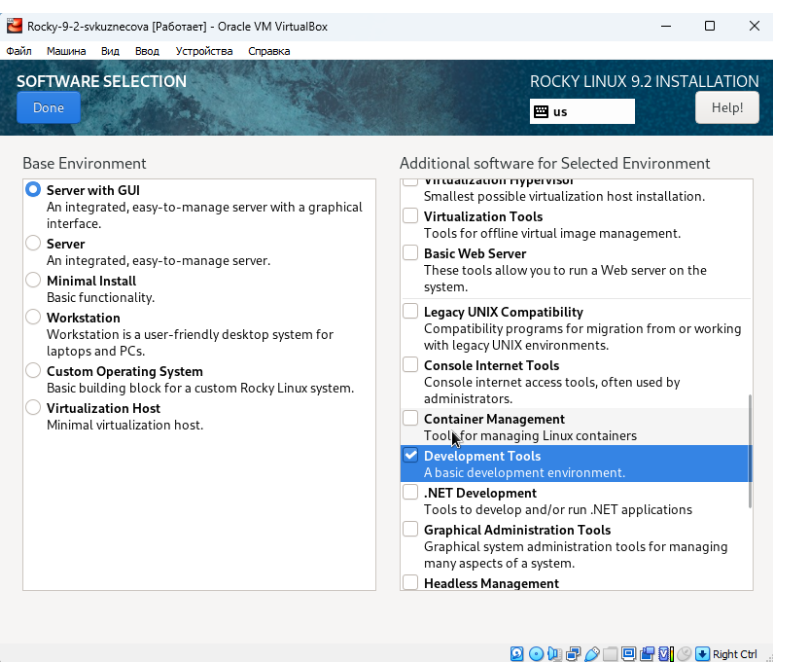 Rocky-9-2-svkuznecova [Работает] - Oracle VM VirtualBox
Файл Машина Вид Ввод Устройства Справка
SOFTWARE SELECTION
Done
ROCKY LINUX 9.2 INSTALLATION
us
Help!
Base Environment
Server with GUI
An integrated, easy-to-manage server with a graphical
interface.
Server
An integrated, easy-to-manage server.
Minimal Install
Basic functionality.
Workstation
Workstation is a user-friendly desktop system for
laptops and PCs.
Custom Operating System
Basic building block for a custom Rocky Linux system.
Virtualization Host
Minimal virtualization host.
Additional software for Selected Environment
Virtualization Hypervisor
Smallest possible virtualization host installation.
Virtualization Tools
Tools for offline virtual image management.
Basic Web Server
These tools allow you to run a Web server on the
system.
Legacy UNIX Compatibility
Compatibility programs for migration from or working
with legacy UNIX environments.
Console Internet Tools
Console internet access tools, often used by
administrators.
Container Management
Tools for managing Linux containers
Development Tools
A basic development environment.
.NET Development
Tools to develop and/or run .NET applications
Graphical Administration Tools
Graphical system administration tools for managing
many aspects of a system.
Headless Management
Right Ctrl